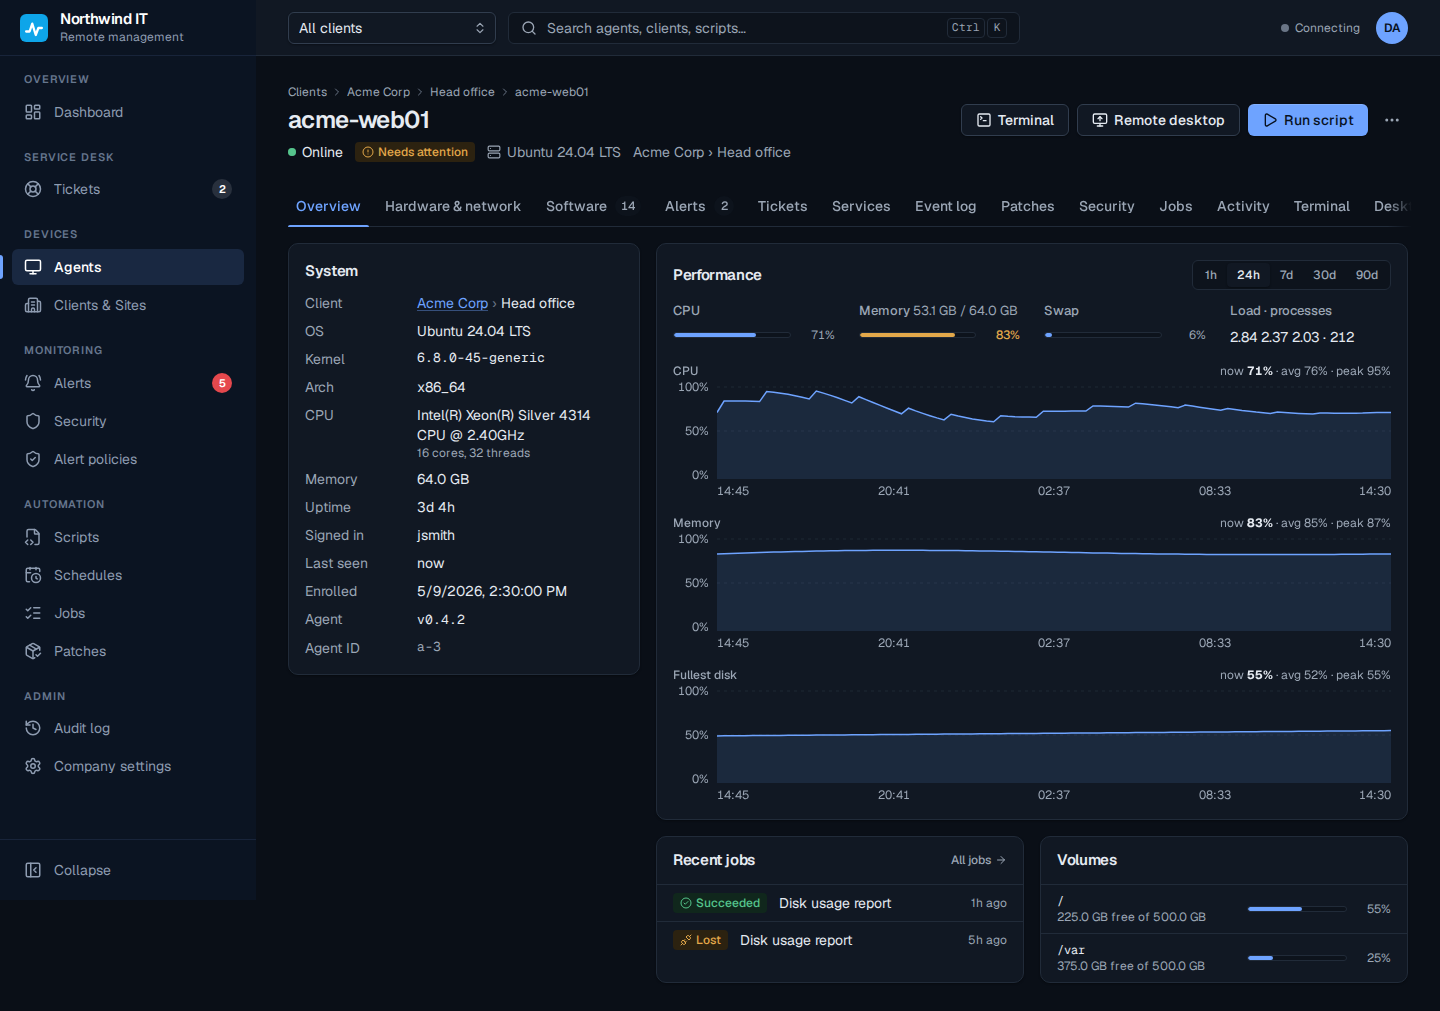 Northwind IT
Remote management
All clients
Search agents, clients, scripts...
Ctrl K
Connecting
DA
OVERVIEW
Dashboard
SERVICE DESK
Tickets 2
DEVICES
Agents
Clients & Sites
MONITORING
Alerts 5
Security
Alert policies
AUTOMATION
Scripts
Schedules
Jobs
Patches
ADMIN
Audit log
Company settings
Collapse
Clients > Acme Corp > Head office > acme-web01
acme-web01
Terminal
Remote desktop
Run script
Online
Needs attention
Ubuntu 24.04 LTS
Acme Corp › Head office
Overview Hardware & network Software 14 Alerts 2 Tickets Services Event log Patches Security Jobs Activity Terminal Desk
System
Client Acme Corp › Head office
OS Ubuntu 24.04 LTS
Kernel 6.8.0-45-generic
Arch x86_64
CPU Intel(R) Xeon(R) Silver 4314
CPU @ 2.40GHz
16 cores, 32 threads
Memory 64.0 GB
Uptime 3d 4h
Signed in jsmith
Last seen now
Enrolled 5/9/2026, 2:30:00 PM
Agent v0.4.2
Agent ID a-3
Performance
1h 24h 7d 30d 90d
CPU
71%
Memory 53.1 GB / 64.0 GB
83%
Swap
6%
Load · processes
2.84 2.37 2.03 · 212
CPU now 71% · avg 76% · peak 95%
100%
50%
0%
14:45 20:41 02:37 08:33 14:30
Memory now 83% · avg 85% · peak 87%
100%
50%
0%
14:45 20:41 02:37 08:33 14:30
Fullest disk now 55% · avg 52% · peak 55%
100%
50%
0%
14:45 20:41 02:37 08:33 14:30
Recent jobs All jobs →
Succeeded Disk usage report 1h ago
Lost Disk usage report 5h ago
Volumes
/
225.0 GB free of 500.0 GB 55%
/var
375.0 GB free of 500.0 GB 25%